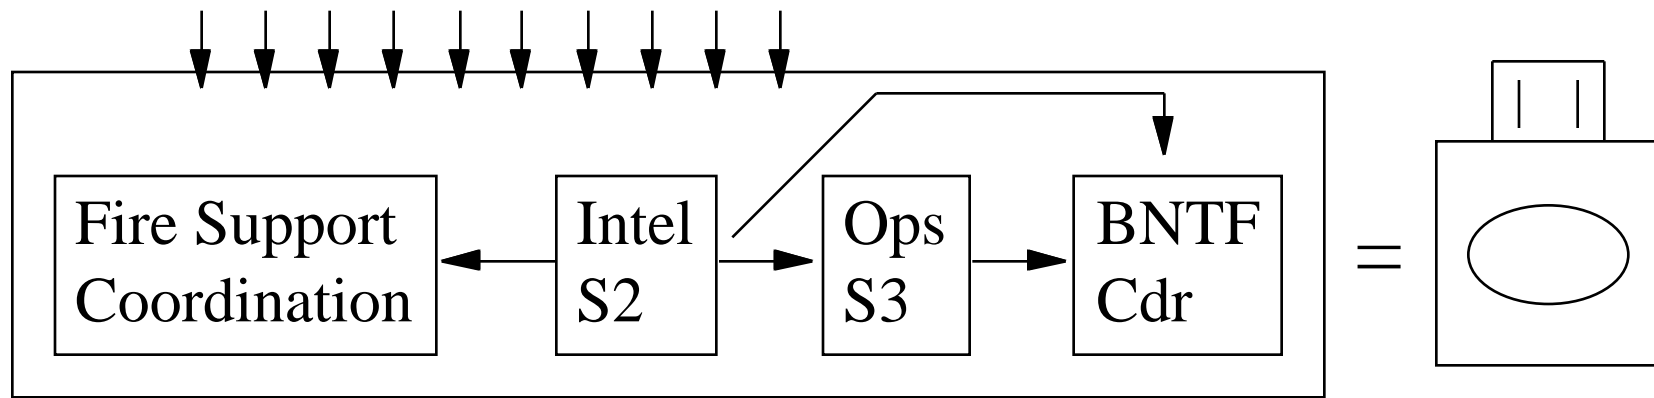 Fire Support
Coordination
Intel
S2
Ops
S3
BNTF
Cdr
=